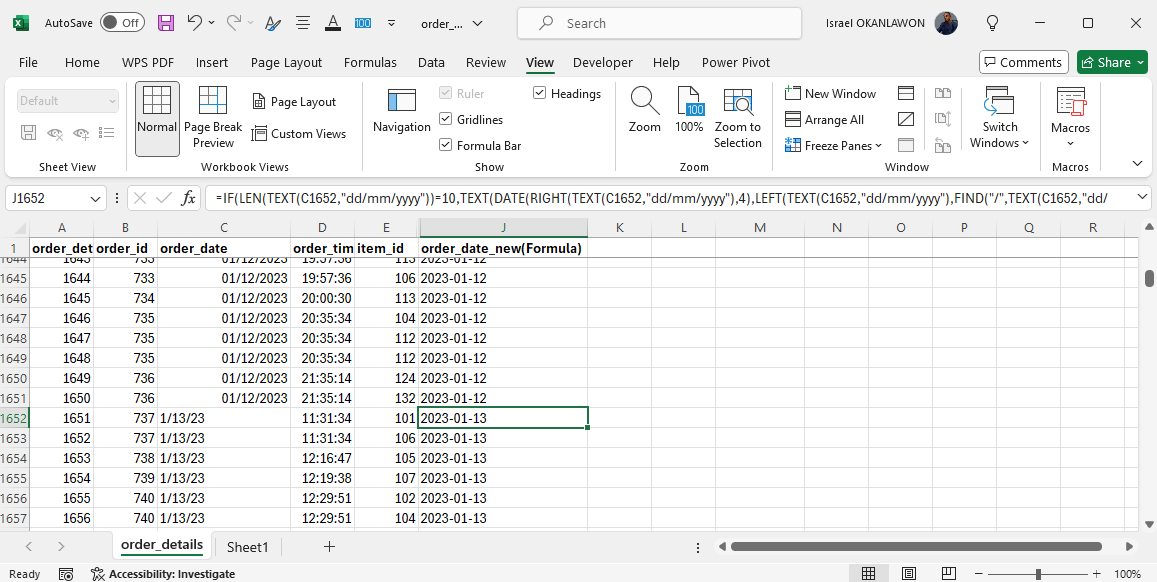 AutoSave Off 100 order_... Search Israel OKANLAWON
File Home WPS PDF Insert Page Layout Formulas Data Review View Developer Help Power Pivot Comments Share
Default
Normal
Page Break
Preview
Page Layout
Custom Views
Navigation
Ruler
Gridlines
Formula Bar
Headings
Zoom
100
100%
Zoom to
Selection
New Window
Arrange All
Freeze Panes
Switch
Windows
Macros
Sheet View Workbook Views Show Zoom Window Macros
J1652 fx =IF(LEN(TEXT(C1652,"dd/mm/yyyy"))=10,TEXT(DATE(RIGHT(TEXT(C1652,"dd/mm/yyyy"),4),LEFT(TEXT(C1652,"dd/mm/yyyy"),FIND("/",TEXT(C1652,"dd/
A B C D E J K L M N O P Q R
1 order_det order_id order_date order_tim item_id order_date_new(Formula)
1644 1643 733 01/12/2023 19:57:36 113 2023-01-12
1645 1644 733 01/12/2023 19:57:36 106 2023-01-12
1646 1645 734 01/12/2023 20:00:30 113 2023-01-12
1647 1646 735 01/12/2023 20:35:34 104 2023-01-12
1648 1647 735 01/12/2023 20:35:34 112 2023-01-12
1649 1648 735 01/12/2023 20:35:34 112 2023-01-12
1650 1649 736 01/12/2023 21:35:14 124 2023-01-12
1651 1650 736 01/12/2023 21:35:14 132 2023-01-12
1652 1651 737 1/13/23 11:31:34 101 2023-01-13
1653 1652 737 1/13/23 11:31:34 106 2023-01-13
1654 1653 738 1/13/23 12:16:47 105 2023-01-13
1655 1654 739 1/13/23 12:19:38 107 2023-01-13
1656 1655 740 1/13/23 12:29:51 102 2023-01-13
1657 1656 740 1/13/23 12:29:51 104 2023-01-13
order_details Sheet1
Ready Accessibility: Investigate 100%